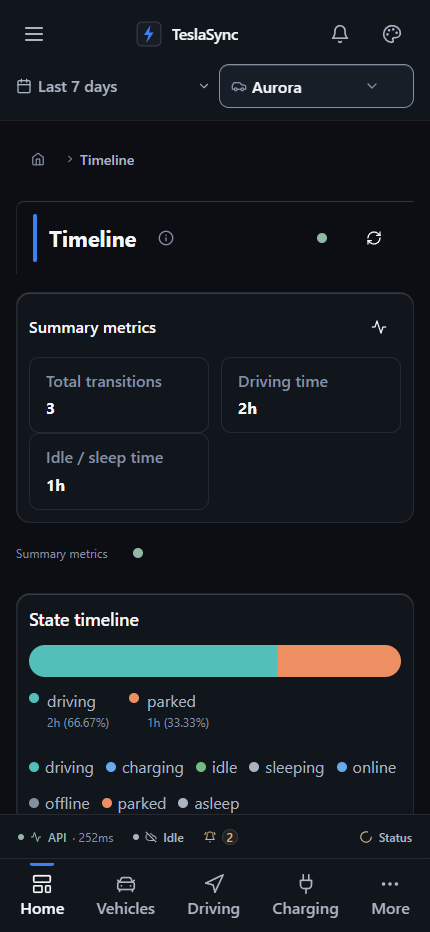 TeslaSync
Last 7 days
Aurora
Timeline
Timeline
Summary metrics
Total transitions
3
Driving time
2h
Idle / sleep time
1h
Summary metrics
State timeline
driving
2h (66.67%)
parked
1h (33.33%)
driving charging idle sleeping online
offline parked asleep
API · 252ms Idle 2 Status
Home Vehicles Driving Charging More